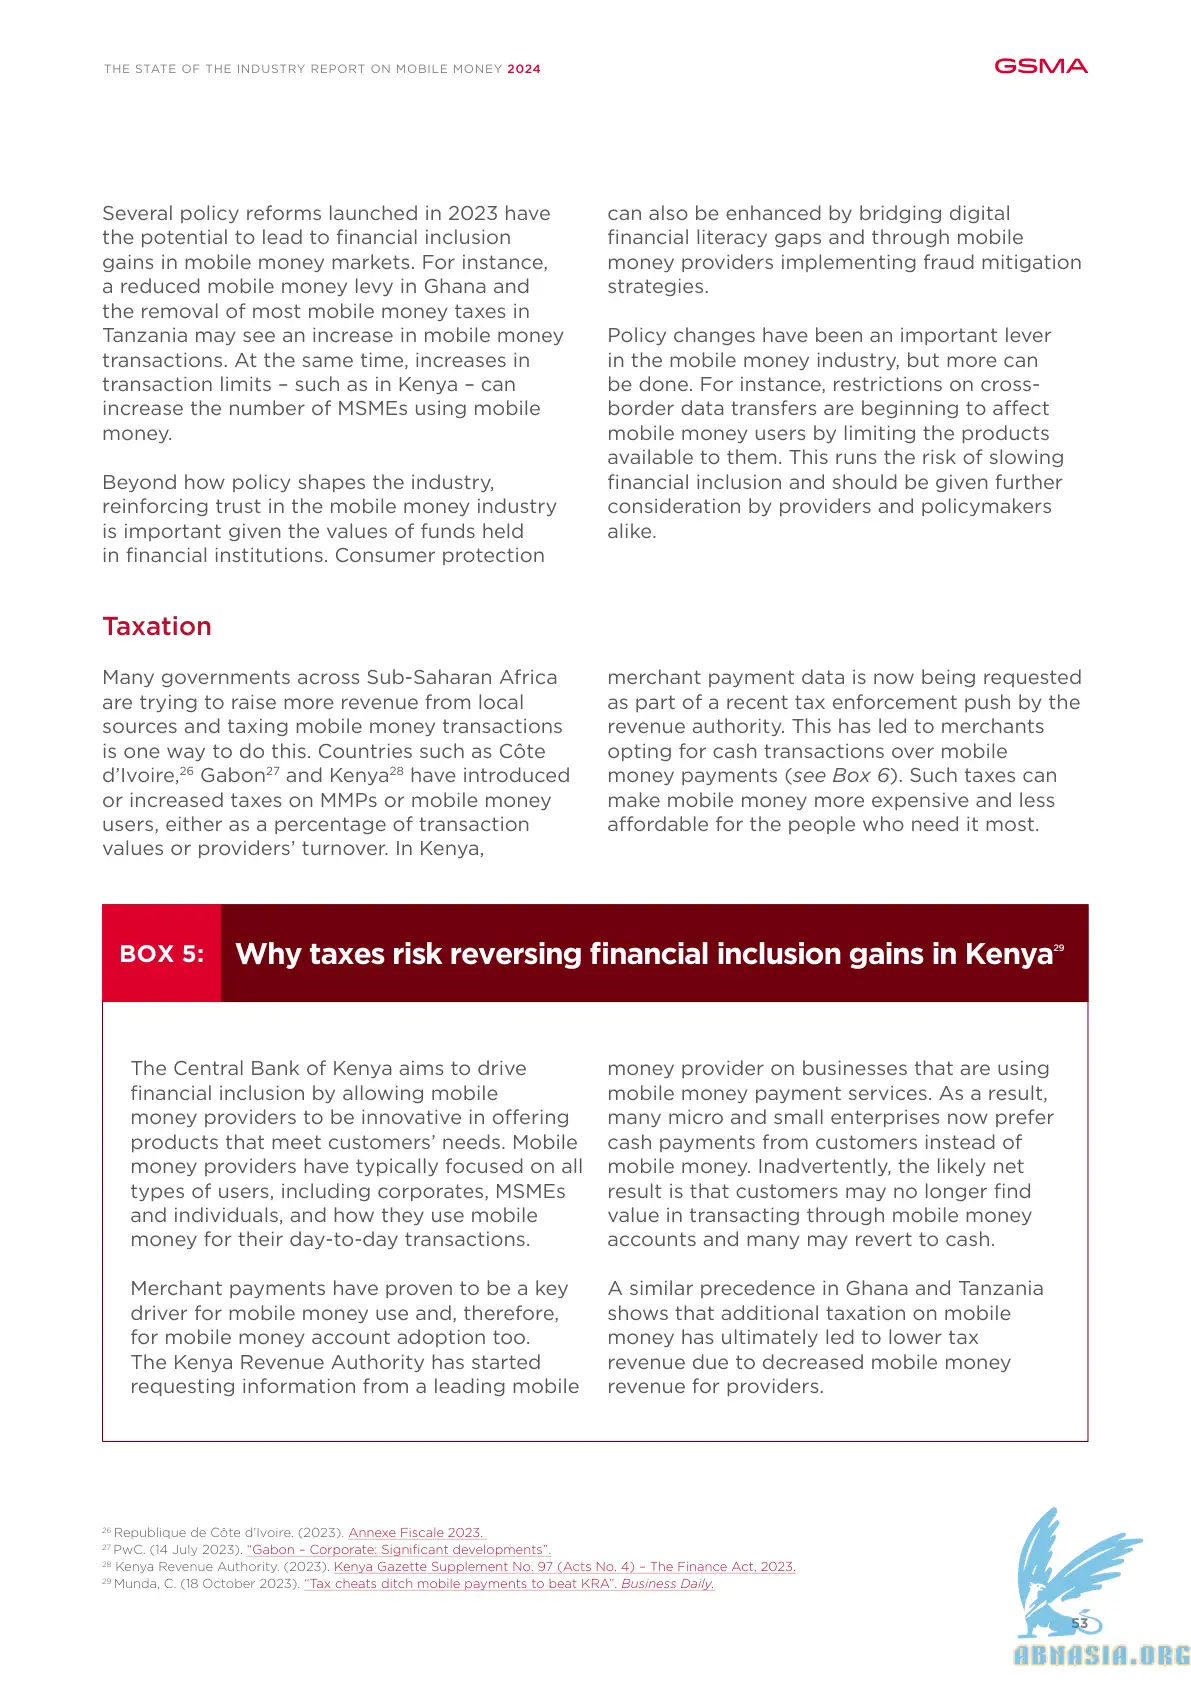 THE STATE OF THE INDUSTRY REPORT ON MOBILE MONEY 2024
GSMA
Several policy reforms launched in 2023 have
the potential to lead to financial inclusion
gains in mobile money markets. For instance,
a reduced mobile money levy in Ghana and
the removal of most mobile money taxes in
Tanzania may see an increase in mobile money
transactions. At the same time, increases in
transaction limits – such as in Kenya – can
increase the number of MSMEs using mobile
money.
Beyond how policy shapes the industry,
reinforcing trust in the mobile money industry
is important given the values of funds held
in financial institutions. Consumer protection
can also be enhanced by bridging digital
financial literacy gaps and through mobile
money providers implementing fraud mitigation
strategies.
Policy changes have been an important lever
in the mobile money industry, but more can
be done. For instance, restrictions on cross-
border data transfers are beginning to affect
mobile money users by limiting the products
available to them. This runs the risk of slowing
financial inclusion and should be given further
consideration by providers and policymakers
alike.
Taxation
Many governments across Sub-Saharan Africa
are trying to raise more revenue from local
sources and taxing mobile money transactions
is one way to do this. Countries such as Côte
d’Ivoire,26 Gabon27 and Kenya28 have introduced
or increased taxes on MMPs or mobile money
users, either as a percentage of transaction
values or providers’ turnover. In Kenya,
merchant payment data is now being requested
as part of a recent tax enforcement push by the
revenue authority. This has led to merchants
opting for cash transactions over mobile
money payments (see Box 6). Such taxes can
make mobile money more expensive and less
affordable for the people who need it most.
BOX 5:
Why taxes risk reversing financial inclusion gains in Kenya29
The Central Bank of Kenya aims to drive
financial inclusion by allowing mobile
money providers to be innovative in offering
products that meet customers’ needs. Mobile
money providers have typically focused on all
types of users, including corporates, MSMEs
and individuals, and how they use mobile
money for their day-to-day transactions.
Merchant payments have proven to be a key
driver for mobile money use and, therefore,
for mobile money account adoption too.
The Kenya Revenue Authority has started
requesting information from a leading mobile
money provider on businesses that are using
mobile money payment services. As a result,
many micro and small enterprises now prefer
cash payments from customers instead of
mobile money. Inadvertently, the likely net
result is that customers may no longer find
value in transacting through mobile money
accounts and many may revert to cash.
A similar precedence in Ghana and Tanzania
shows that additional taxation on mobile
money has ultimately led to lower tax
revenue due to decreased mobile money
revenue for providers.
26 Republique de Côte d’Ivoire. (2023). Annexe Fiscale 2023.
27 PwC. (14 July 2023). “Gabon – Corporate: Significant developments”.
28 Kenya Revenue Authority. (2023). Kenya Gazette Supplement No. 97 (Acts No. 4) – The Finance Act, 2023.
29 Munda, C. (18 October 2023). “Tax cheats ditch mobile payments to beat KRA”. Business Daily.
53
ABNASIA.ORG